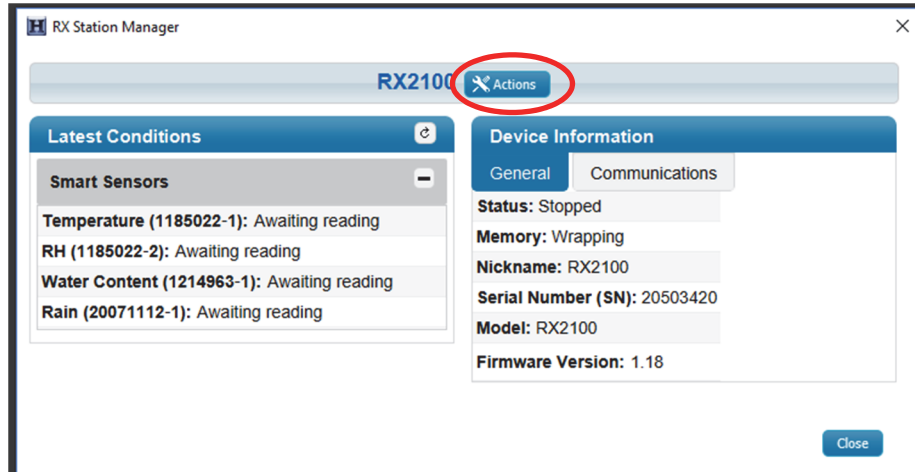 RX Station Manager
RX2100 Actions
Latest Conditions
Smart Sensors
Temperature (1185022-1): Awaiting reading
RH (1185022-2): Awaiting reading
Water Content (1214963-1): Awaiting reading
Rain (20071112-1): Awaiting reading
Device Information
General Communications
Status: Stopped
Memory: Wrapping
Nickname: RX2100
Serial Number (SN): 20503420
Model: RX2100
Firmware Version: 1.18
Close